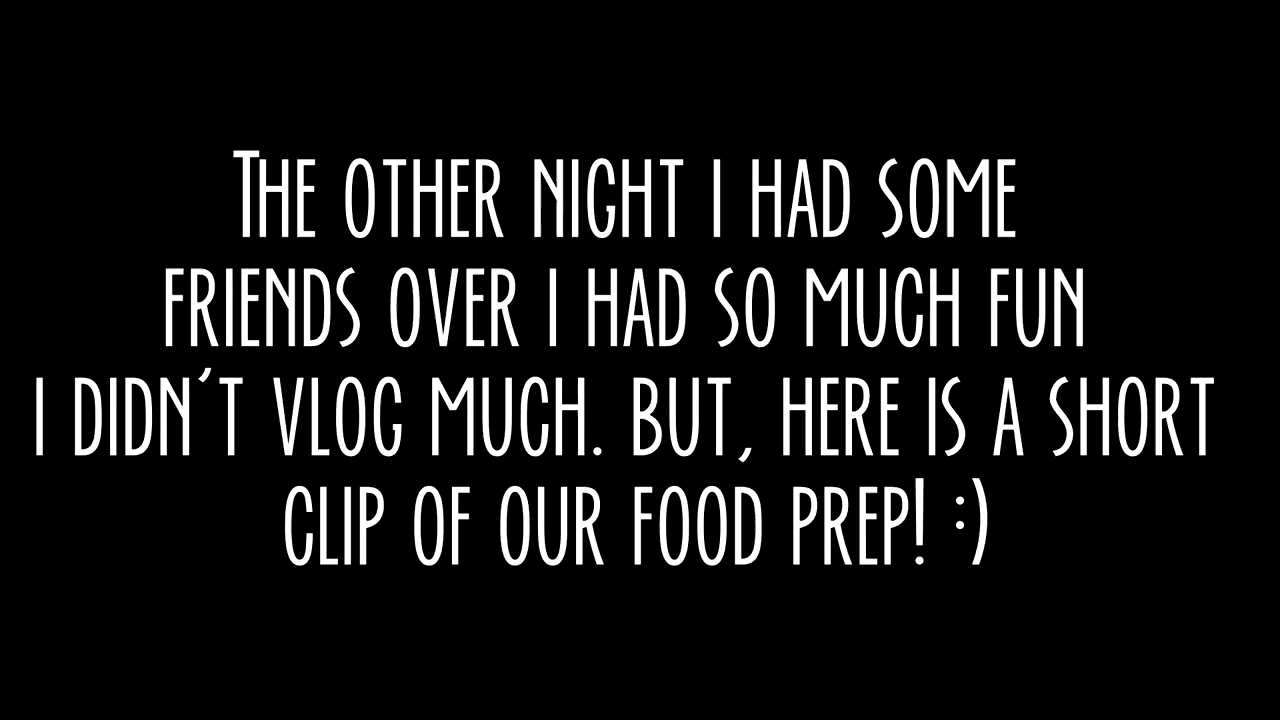 The other night I had some
friends over I had so much fun
I didn't vlog much. But, here is a short
clip of our food prep! :)